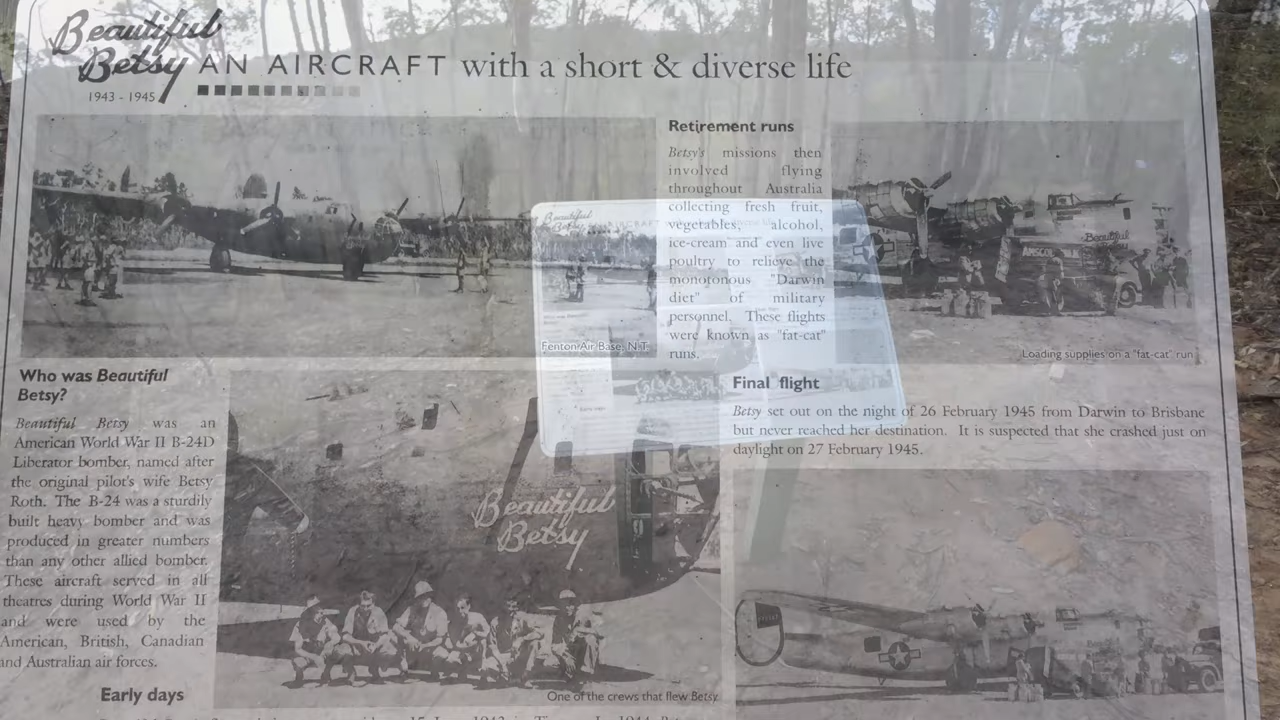 Beautiful
Betsy AN AIRCRAFT with a short & diverse life
1943 - 1945
Fenton Air Base, N.T.
Retirement runs
Betsy's missions then
involved flying
throughout Australia
collecting fresh fruit,
vegetables, alcohol,
ice-cream and even live
poultry to relieve the
monotonous "Darwin
diet" of military
personnel. These flights
were known as "fat-cat"
runs.
Beautiful
Loading supplies on a 'fat-cat' run
Who was Beautiful
Betsy?
Beautiful Betsy was an
American World War II B-24D
Liberator bomber, named after
the original pilot's wife Betsy
Roth. The B-24 was a sturdily
built heavy bomber and was
produced in greater numbers
than any other allied bomber.
These aircraft served in all
theatres during World War II
and were used by the
American, British, Canadian
and Australian air forces.
Early days
Beautiful
Betsy
One of the crews that flew Betsy
Final flight
Betsy set out on the night of 26 February 1945 from Darwin to Brisbane
but never reached her destination. It is suspected that she crashed just on
daylight on 27 February 1945.